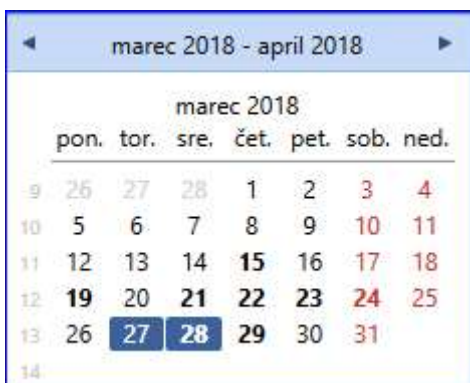 marec 2018 - april 2018
marec 2018
pon. tor. sre. čet. pet. sob. ned.
9 26 27 28 1 2 3 4
10 5 6 7 8 9 10 11
11 12 13 14 15 16 17 18
12 19 20 21 22 23 24 25
13 26 27 28 29 30 31
14